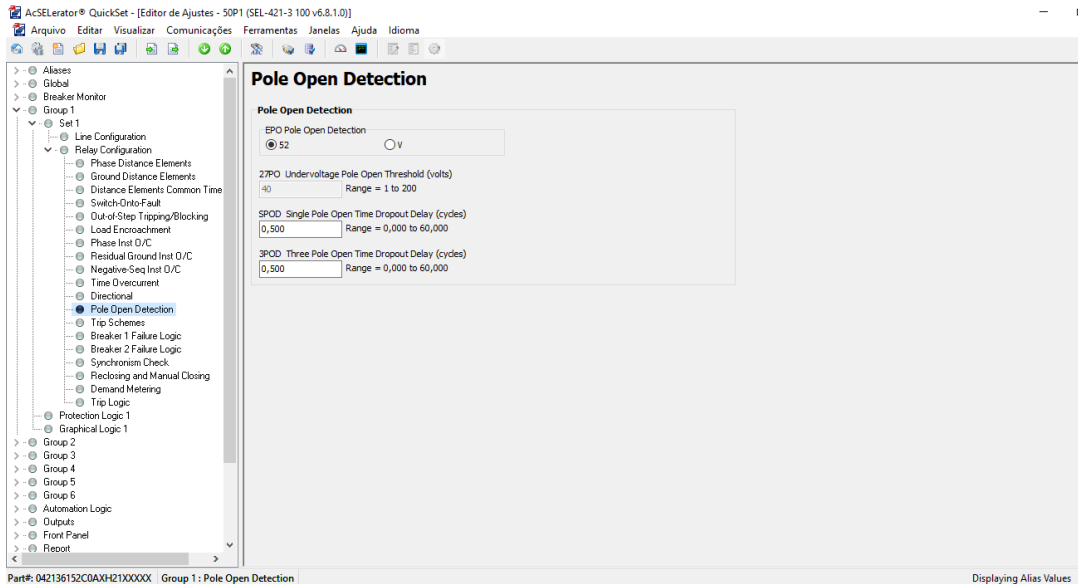 AcSELerator® QuickSet - [Editor de Ajustes - 50P1 (SEL-421-3 100 v6.8.1.0)]
Arquivo Editar Visualizar Comunicações Ferramentas Janelas Ajuda Idioma
Aliases
Global
Breaker Monitor
Group 1
Set 1
Line Configuration
Relay Configuration
Phase Distance Elements
Ground Distance Elements
Distance Elements Common Time
Switch-Onto-Fault
Out-of-Step Tripping/Blocking
Load Encroachment
Phase Inst O/C
Residual Ground Inst O/C
Negative-Seq Inst O/C
Time Overcurrent
Directional
Pole Open Detection
Trip Schemes
Breaker 1 Failure Logic
Breaker 2 Failure Logic
Synchronism Check
Reclosing and Manual Closing
Demand Metering
Trip Logic
Protection Logic 1
Graphical Logic 1
Group 2
Group 3
Group 4
Group 5
Group 6
Automation Logic
Outputs
Front Panel
Report
Pole Open Detection
Pole Open Detection
EPO Pole Open Detection
52 V
27PO Undervoltage Pole Open Threshold (volts)
40 Range = 1 to 200
SPOD Single Pole Open Time Dropout Delay (cycles)
0,500 Range = 0,000 to 60,000
3POD Three Pole Open Time Dropout Delay (cycles)
0,500 Range = 0,000 to 60,000
Part#: 042136152C0AXH21XXXXX Group 1 : Pole Open Detection Displaying Alias Values